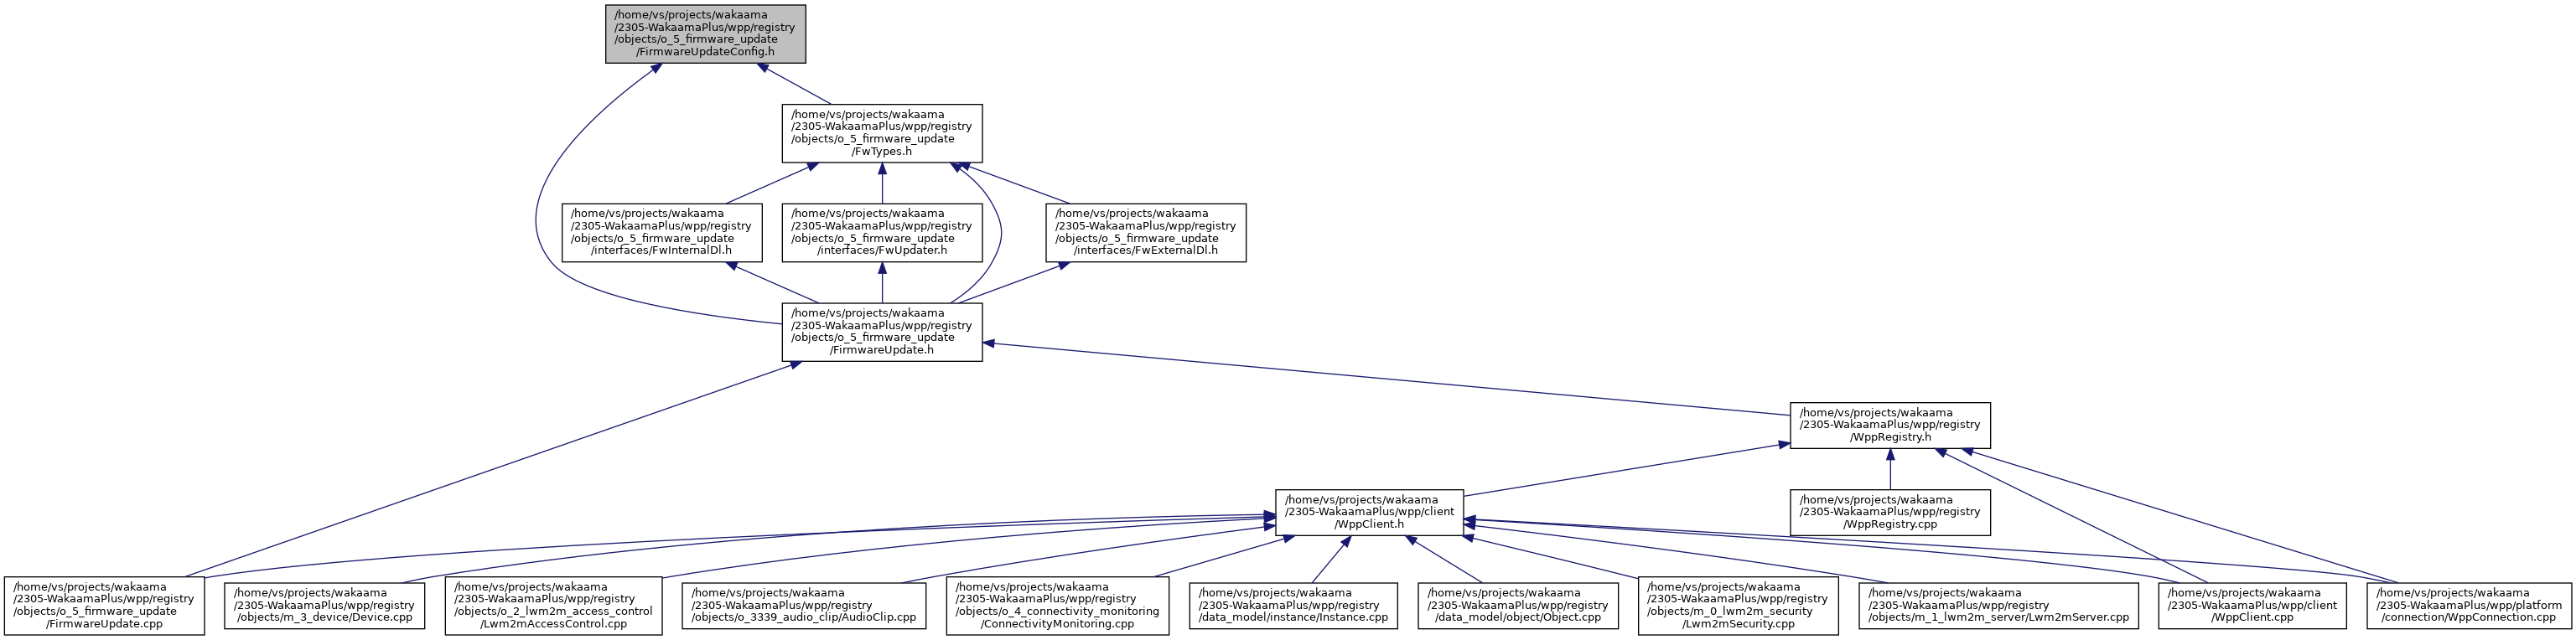 /home/vs/projects/wakaama
/2305-WakaamaPlus/wpp/registry
/objects/o_5_firmware_update
/FirmwareUpdateConfig.h
/home/vs/projects/wakaama
/2305-WakaamaPlus/wpp/registry
/objects/o_5_firmware_update
/FwTypes.h
/home/vs/projects/wakaama
/2305-WakaamaPlus/wpp/registry
/objects/o_5_firmware_update
/interfaces/FwInternalDl.h
/home/vs/projects/wakaama
/2305-WakaamaPlus/wpp/registry
/objects/o_5_firmware_update
/interfaces/FwUpdater.h
/home/vs/projects/wakaama
/2305-WakaamaPlus/wpp/registry
/objects/o_5_firmware_update
/interfaces/FwExternalDl.h
/home/vs/projects/wakaama
/2305-WakaamaPlus/wpp/registry
/objects/o_5_firmware_update
/FirmwareUpdate.h
/home/vs/projects/wakaama
/2305-WakaamaPlus/wpp/registry
/WppRegistry.h
/home/vs/projects/wakaama
/2305-WakaamaPlus/wpp/client
/WppClient.h
/home/vs/projects/wakaama
/2305-WakaamaPlus/wpp/registry
/WppRegistry.cpp
/home/vs/projects/wakaama
/2305-WakaamaPlus/wpp/registry
/objects/o_5_firmware_update
/FirmwareUpdate.cpp
/home/vs/projects/wakaama
/2305-WakaamaPlus/wpp/registry
/objects/m_3_device/Device.cpp
/home/vs/projects/wakaama
/2305-WakaamaPlus/wpp/registry
/objects/o_2_lwm2m_access_control
/Lwm2mAccessControl.cpp
/home/vs/projects/wakaama
/2305-WakaamaPlus/wpp/registry
/objects/o_3339_audio_clip/AudioClip.cpp
/home/vs/projects/wakaama
/2305-WakaamaPlus/wpp/registry
/objects/o_4_connectivity_monitoring
/ConnectivityMonitoring.cpp
/home/vs/projects/wakaama
/2305-WakaamaPlus/wpp/registry
/data_model/instance/Instance.cpp
/home/vs/projects/wakaama
/2305-WakaamaPlus/wpp/registry
/data_model/object/Object.cpp
/home/vs/projects/wakaama
/2305-WakaamaPlus/wpp/registry
/objects/m_0_lwm2m_security
/Lwm2mSecurity.cpp
/home/vs/projects/wakaama
/2305-WakaamaPlus/wpp/registry
/objects/m_1_lwm2m_server/Lwm2mServer.cpp
/home/vs/projects/wakaama
/2305-WakaamaPlus/wpp/client
/WppClient.cpp
/home/vs/projects/wakaama
/2305-WakaamaPlus/wpp/platform
/connection/WppConnection.cpp